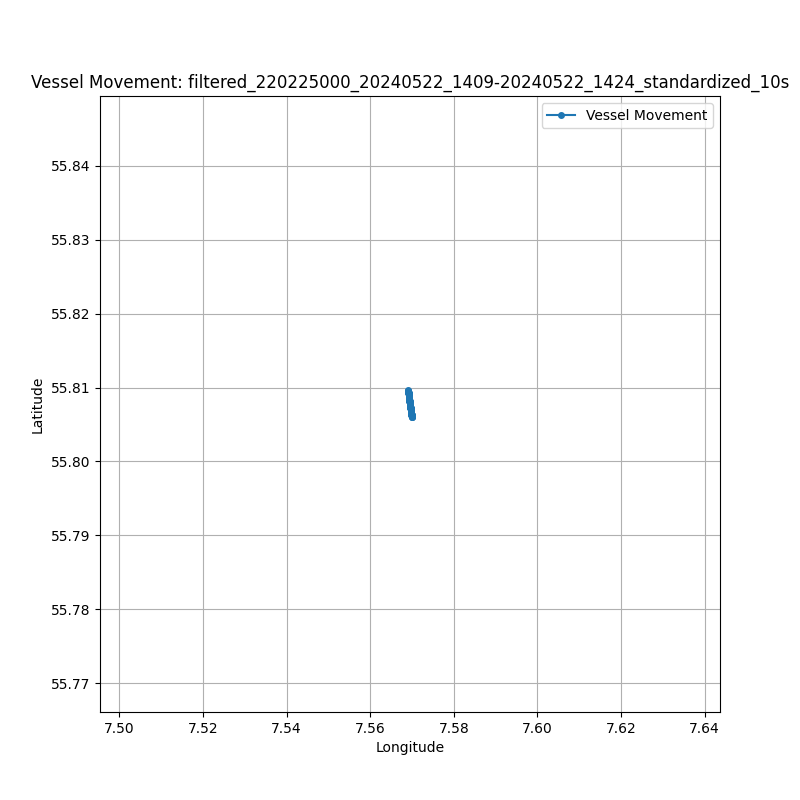 Vessel Movement: filtered_220225000_20240522_1409-20240522_1424_standardized_10s
Vessel Movement
55.84
55.83
55.82
55.81
55.80
55.79
55.78
55.77
Latitude
7.50 7.52 7.54 7.56 7.58 7.60 7.62 7.64
Longitude